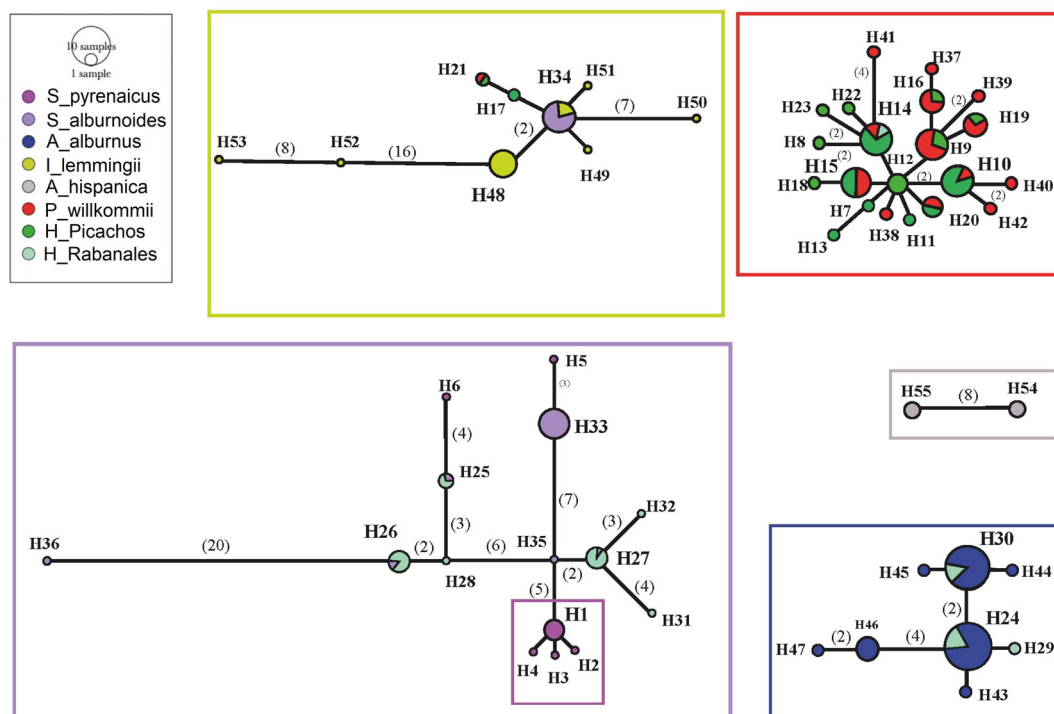 10 samples
1 sample
S_pyrenaicus
S_alburnoides
A_alburnus
I_lemmingii
A_hispanica
P_willkommii
H_Picachos
H_Rabanales
H21
H34
H51
H17
(7)
H50
(2)
H53
(8)
H52
(16)
H49
H48
H41
H37
(4)
H16
H39
H23
H22
H14
(2)
H19
H8
(2)
H9
(2)
H12
H15
(2)
H10
H18
H40
H7
(2)
H20
H42
H38
H11
H13
H5
(3)
H6
H33
(4)
H25
(7)
H32
(3)
(3)
H26
H35
H36
(20)
(2)
(6)
H27
H28
(2)
(4)
(5)
H31
H1
H4
H2
H3
H55
(8)
H54
H30
H45
H44
(2)
H24
H46
(2)
(4)
H47
H29
H43